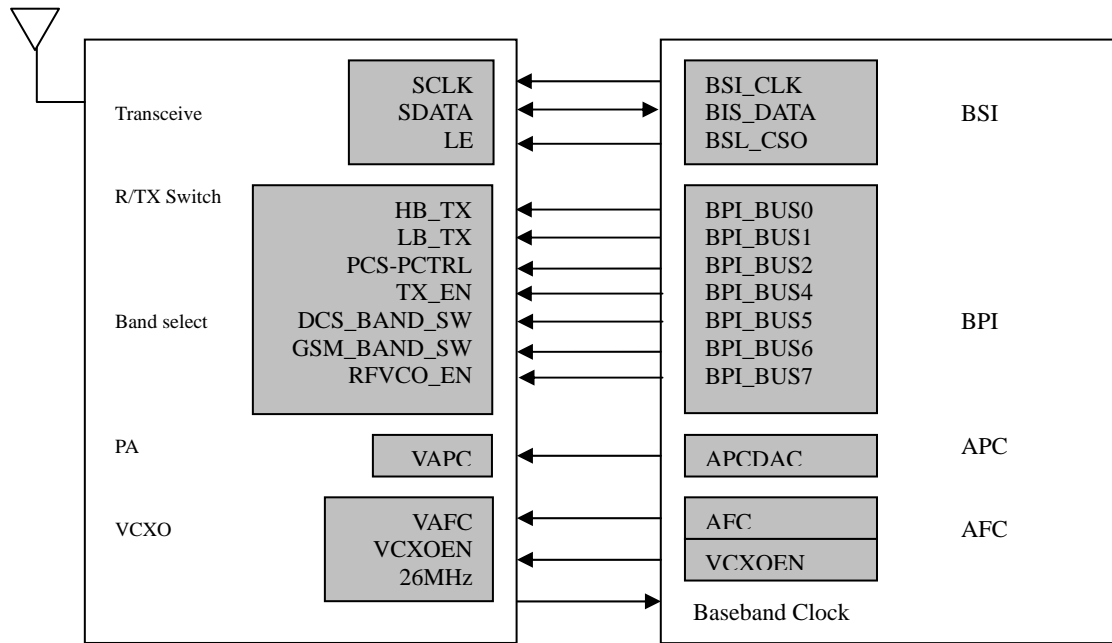 SCLK
SDATA
LE
Transceive
R/TX Switch
HB_TX
LB_TX
PCS-PCTRL
TX_EN
DCS_BAND_SW
GSM_BAND_SW
RFVCO_EN
Band select
PA
VAPC
VCXO
VAFC
VCXOEN
26MHz
BSI_CLK
BIS_DATA
BSL_CSO
BSI
BPI_BUS0
BPI_BUS1
BPI_BUS2
BPI_BUS4
BPI_BUS5
BPI_BUS6
BPI_BUS7
BPI
APCDAC
APC
AFC
VCXOEN
AFC
Baseband Clock